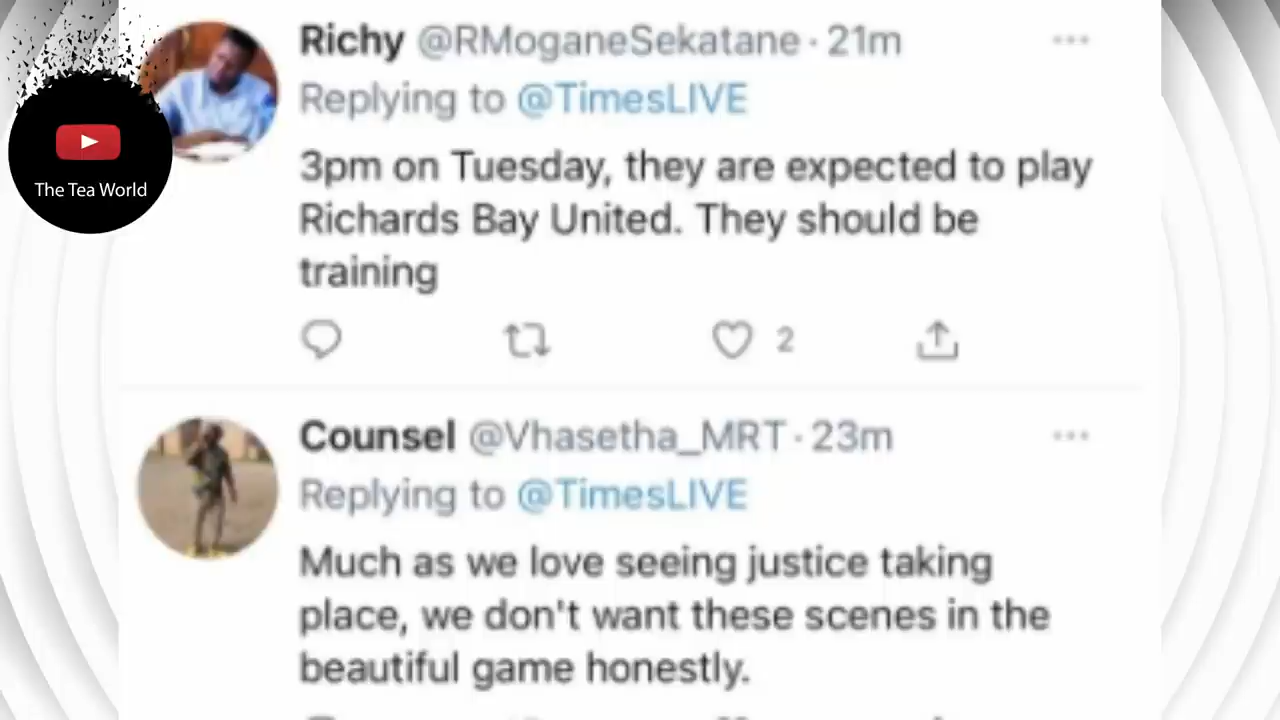 Richy @RMoganeSekatane · 21m
Replying to @TimesLIVE
3pm on Tuesday, they are expected to play
Richards Bay United. They should be
training
2
The Tea World
Counsel @Vhasetha_MRT · 23m
Replying to @TimesLIVE
Much as we love seeing justice taking
place, we don't want these scenes in the
beautiful game honestly.